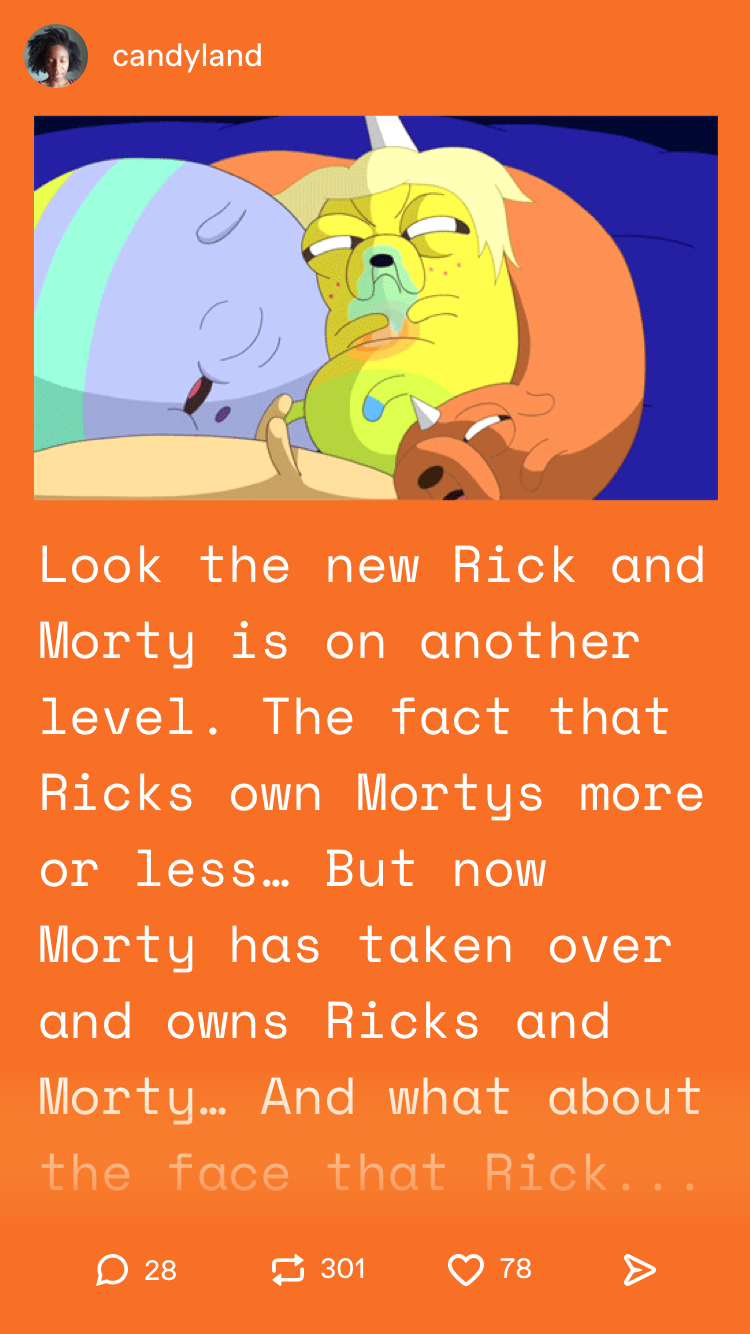 candyland
Look the new Rick and
Morty is on another
level. The fact that
Ricks own Mortys more
or less… But now
Morty has taken over
and owns Ricks and
Morty… And what about
the face that Rick...
28 301 78